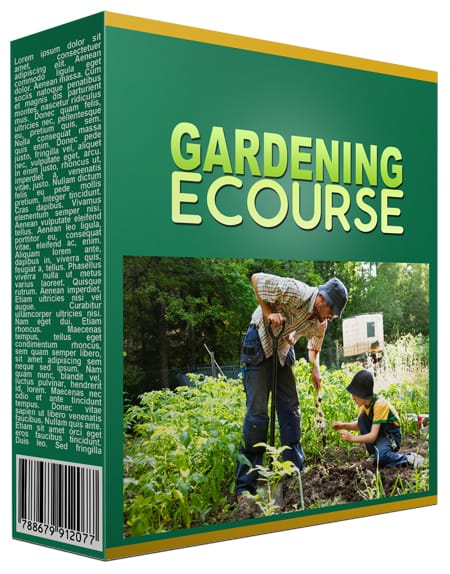 Lorem ipsum dolor sit
amet, consectetuer
adipiscing elit. Aenean
commodo ligula eget
dolor. Aenean massa. Cum
sociis natoque penatibus
et magnis dis parturient
montes, nascetur ridiculus
mus. Donec quam felis,
ultricies nec, pellentesque
eu, pretium quis, sem.
Nulla consequat massa
quis enim. Donec pede
justo, fringilla vel, aliquet
nec, vulputate eget, arcu.
In enim justo, rhoncus ut,
imperdiet a, venenatis
vitae, justo. Nullam dictum
felis eu pede mollis
pretium. Integer tincidunt.
Cras dapibus. Vivamus
elementum semper nisi.
Aenean vulputate eleifend
tellus. Aenean leo ligula,
porttitor eu, consequat
vitae, eleifend ac, enim.
Aliquam lorem ante,
dapibus in, viverra quis,
feugiat a, tellus. Phasellus
viverra nulla ut metus
varius laoreet. Quisque
rutrum. Aenean imperdiet.
Etiam ultricies nisi vel
augue. Curabitur
ullamcorper ultricies nisi.
Nam eget dui. Etiam
rhoncus. Maecenas
tempus, tellus eget
condimentum rhoncus,
sem quam semper libero,
sit amet adipiscing sem
neque sed ipsum. Nam
quam nunc, blandit vel,
luctus pulvinar, hendrerit
id, lorem. Maecenas nec
odio et ante tincidunt
tempus. Donec vitae
sapien ut libero venenatis
faucibus. Nullam quis ante.
Etiam sit amet orci eget
eros faucibus tincidunt.
Duis leo. Sed fringilla
788679 912077
GARDENING
ECOURSE